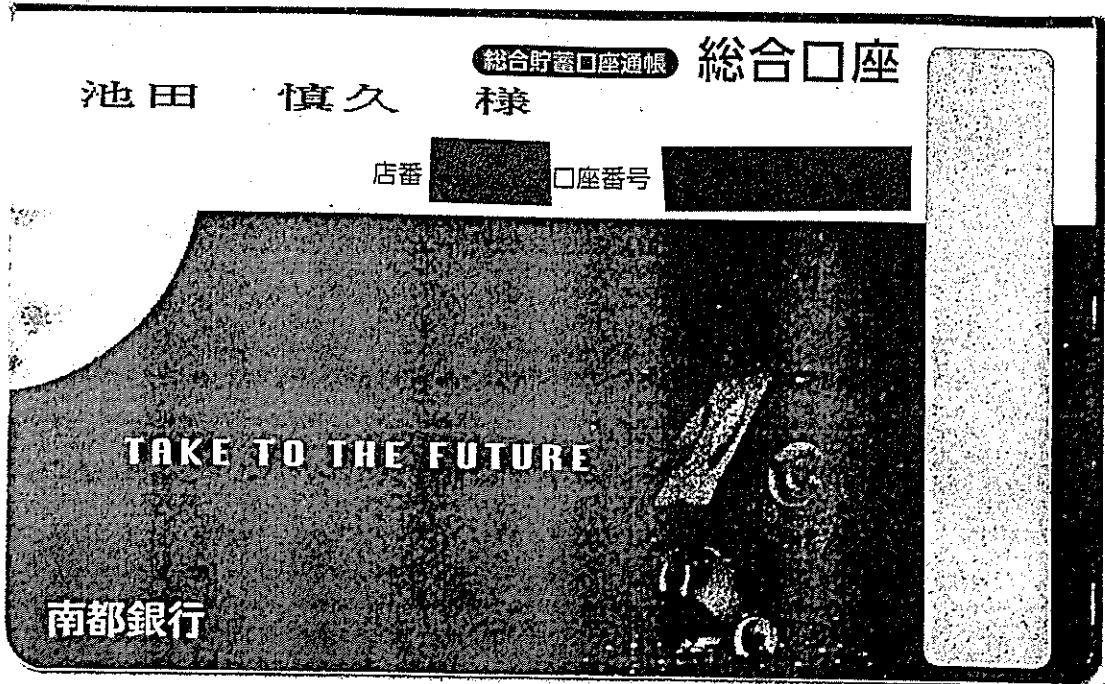 総合貯蓄口座通帳 総合口座
池田 慎久 様
店番 口座番号
TAKE TO THE FUTURE
南都銀行